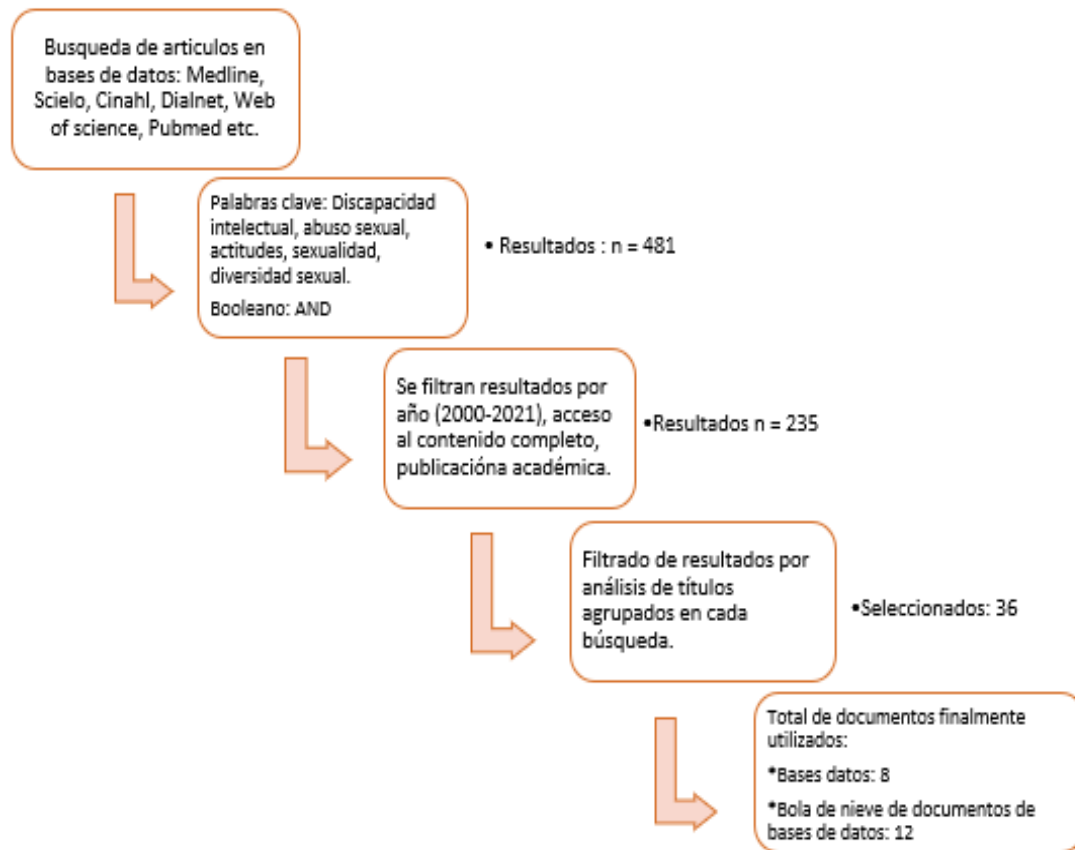 Busqueda de articulos en
bases de datos: Medline,
Scielo, Cinahl, Dialnet, Web
of science, Pubmed etc.
Palabras clave: Discapacidad
intelectual, abuso sexual,
actitudes, sexualidad,
diversidad sexual.
Booleano: AND
• Resultados : n = 481
Se filtran resultados por
año (2000-2021), acceso
al contenido completo,
publicacióna académica.
•Resultados n = 235
Filtrado de resultados por
análisis de títulos
agrupados en cada
búsqueda.
•Seleccionados: 36
Total de documentos finalmente
utilizados:
*Bases datos: 8
*Bola de nieve de documentos de
bases de datos: 12